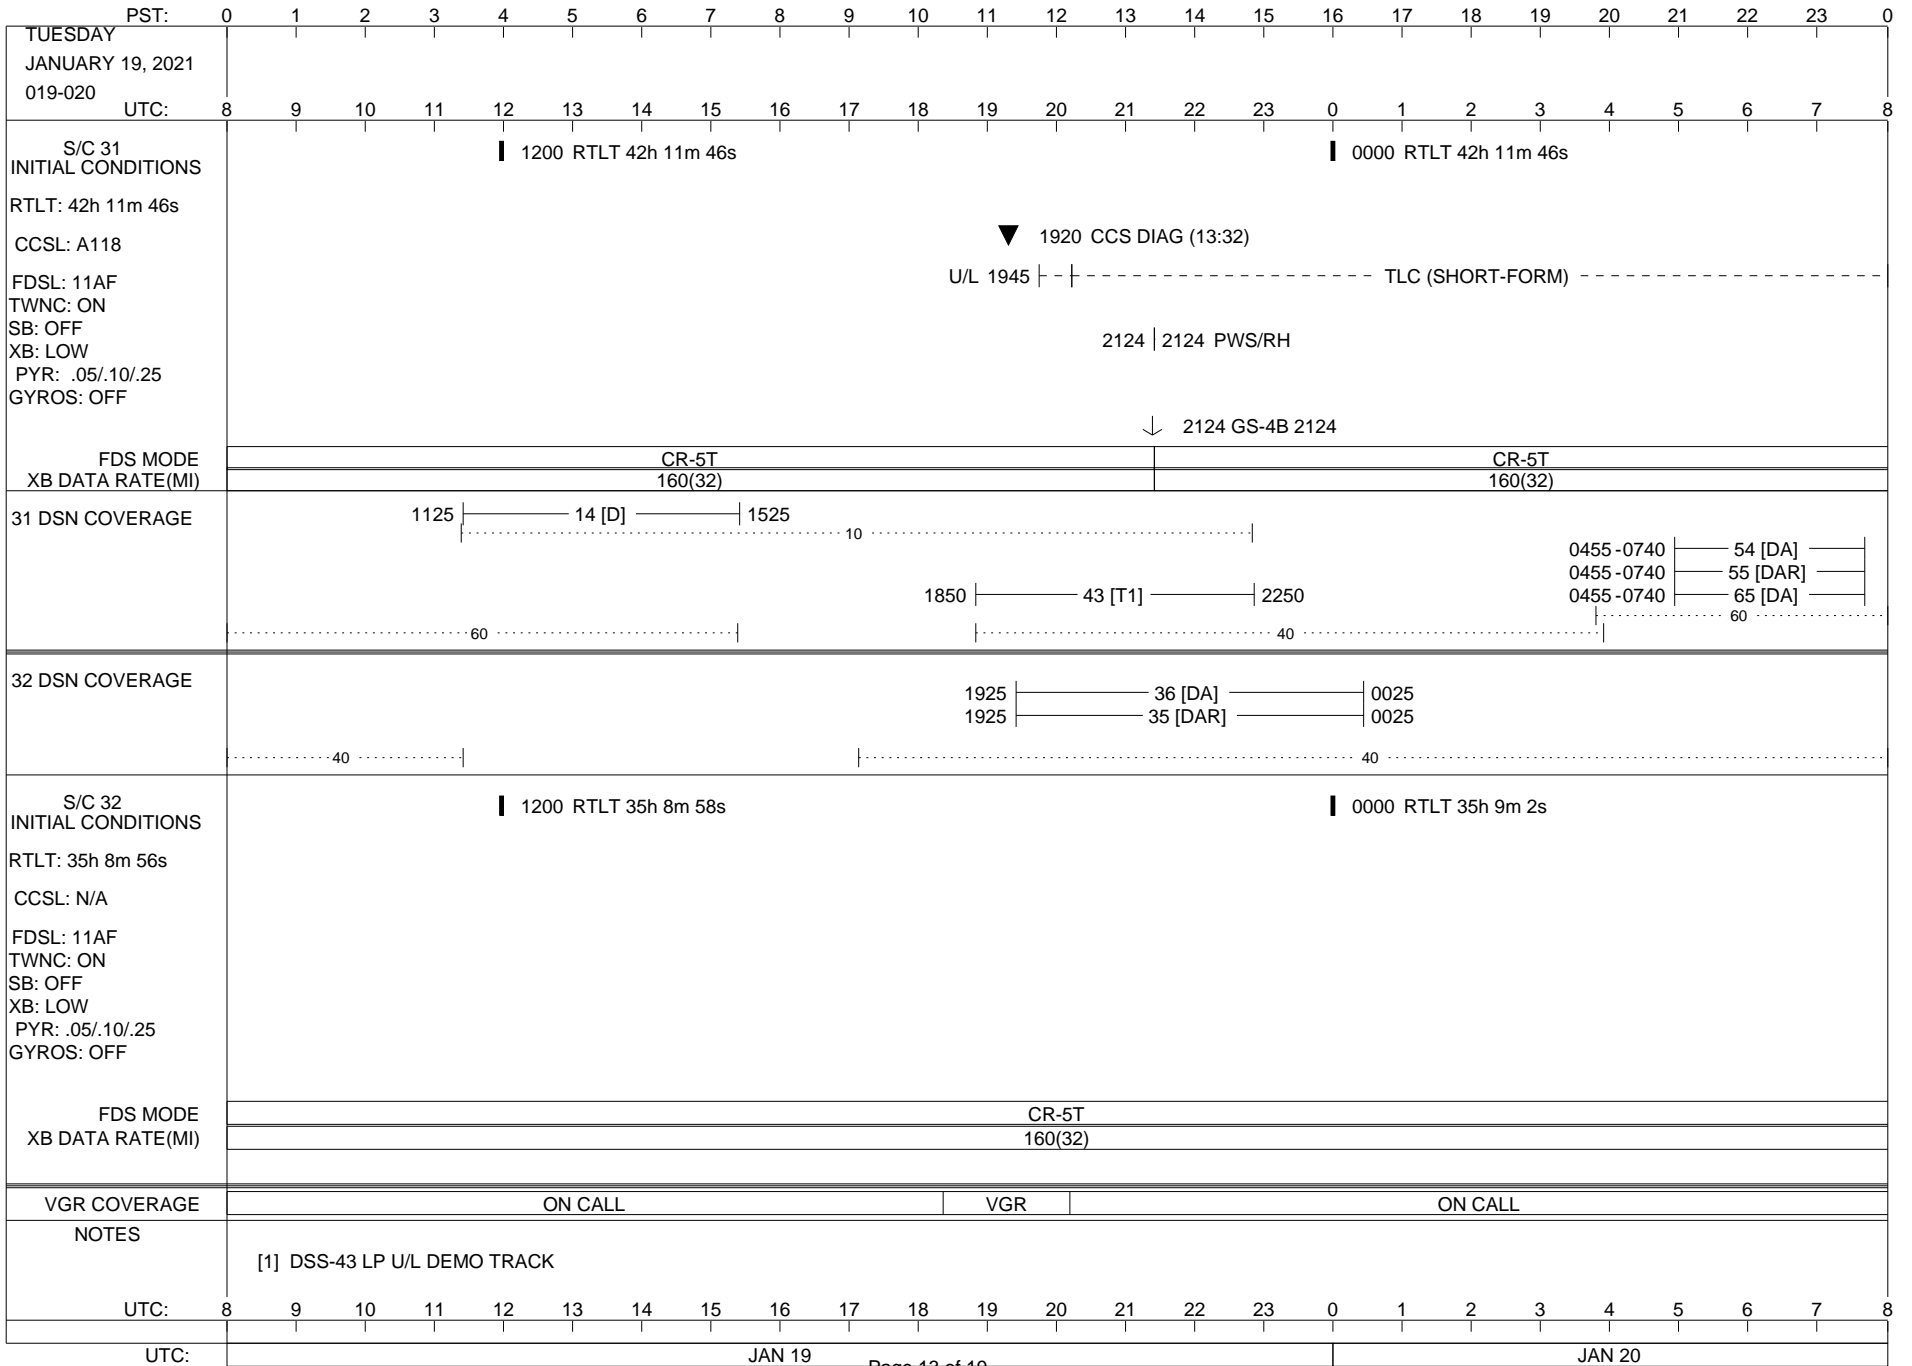 PST: 0 1 2 3 4 5 6 7 8 9 10 11 12 13 14 15 16 17 18 19 20 21 22 23 0
TUESDAY
JANUARY 19, 2021
019-020
UTC: 8 9 10 11 12 13 14 15 16 17 18 19 20 21 22 23 0 1 2 3 4 5 6 7 8
S/C 31
INITIAL CONDITIONS
1200 RTLT 42h 11m 46s
0000 RTLT 42h 11m 46s
RTLT: 42h 11m 46s
CCSL: A118
1920 CCS DIAG (13:32)
FDSL: 11AF
U/L 1945 TLC (SHORT-FORM)
TWNC: ON
SB: OFF
XB: LOW
2124 2124 PWS/RH
PYR: .05/.10/.25
GYROS: OFF
2124 GS-4B 2124
FDS MODE CR-5T CR-5T
XB DATA RATE(MI) 160(32) 160(32)
31 DSN COVERAGE
1125 14 [D] 1525
10
0455-0740 54 [DA]
0455-0740 55 [DAR]
1850 43 [T1] 2250
0455-0740 65 [DA]
60
60 40
32 DSN COVERAGE
1925 36 [DA] 0025
1925 35 [DAR] 0025
40 40
S/C 32
INITIAL CONDITIONS
1200 RTLT 35h 8m 58s
0000 RTLT 35h 9m 2s
RTLT: 35h 8m 56s
CCSL: N/A
FDSL: 11AF
TWNC: ON
SB: OFF
XB: LOW
PYR: .05/.10/.25
GYROS: OFF
FDS MODE CR-5T
XB DATA RATE(MI) 160(32)
VGR COVERAGE ON CALL VGR ON CALL
NOTES
[1] DSS-43 LP U/L DEMO TRACK
UTC: 8 9 10 11 12 13 14 15 16 17 18 19 20 21 22 23 0 1 2 3 4 5 6 7 8
UTC: JAN 19 JAN 20